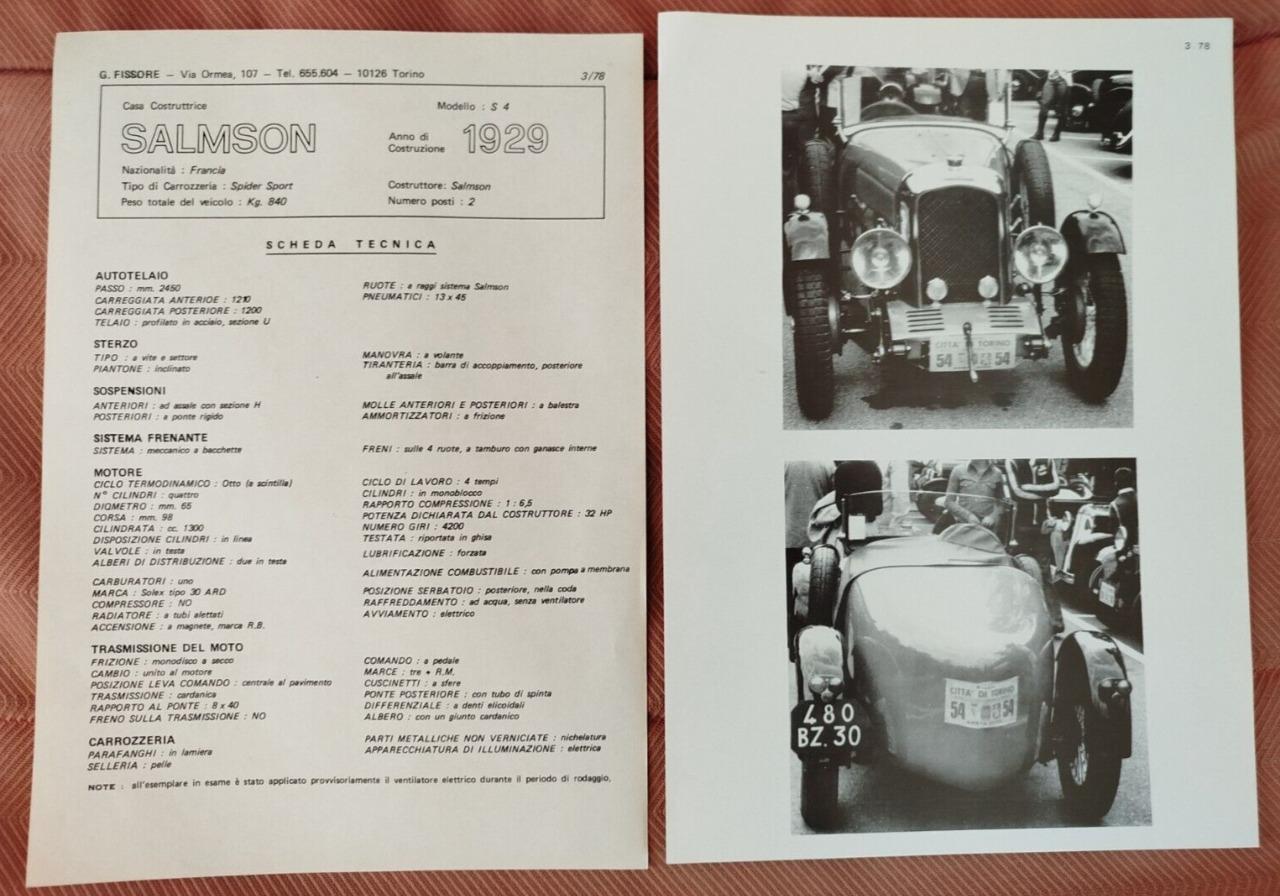 G. FISSORE — Via Ormea, 107 — Tel. 655.604 — 10126 Torino 3/78
Casa Costruttrice Modello : S 4
SALMSON Anno di Costruzione 1929
Nazionalità : Francia
Tipo di Carrozzeria : Spider Sport Costruttore: Salmson
Peso totale del veicolo : Kg. 840 Numero posti : 2
SCHEDA TECNICA
AUTOTELAIO
PASSO : mm. 2450 RUOTE : a raggi sistema Salmson
CARREGGIATA ANTERIOE : 1210 PNEUMATICI : 13 x 45
CARREGGIATA POSTERIORE : 1200
TELAIO : profilato in acciaio, sezione U
STERZO
TIPO : a vite e settore MANOVRA : a volante
PIANTONE : inclinato TIRANTERIA : barra di accoppiamento, posteriore
all'assale
SOSPENSIONI
ANTERIORI : ad assale con sezione H MOLLE ANTERIORI E POSTERIORI : a balestra
POSTERIORI : a ponte rigido AMMORTIZZATORI : a frizione
SISTEMA FRENANTE
SISTEMA : meccanico a bacchette FRENI : sulle 4 ruote, a tamburo con ganasce interne
MOTORE
CICLO TERMODINAMICO : Otto (a scintilla) CICLO DI LAVORO : 4 tempi
N° CILINDRI : quattro CILINDRI : in monoblocco
DIOMETRO : mm. 65 RAPPORTO COMPRESSIONE : 1 : 6,5
CORSA : mm. 98 POTENZA DICHIARATA DAL COSTRUTTORE : 32 HP
CILINDRATA : cc. 1300 NUMERO GIRI : 4200
DISPOSIZIONE CILINDRI : in linea TESTATA : riportata in ghisa
VALVOLE : in testa LUBRIFICAZIONE : forzata
ALBERI DI DISTRIBUZIONE : due in testa
ALIMENTAZIONE COMBUSTIBILE : con pompa a membrana
CARBURATORI : uno
MARCA : Solex tipo 30 ARD POSIZIONE SERBATOIO : posteriore, nella coda
COMPRESSORE : NO RAFFREDDAMENTO : ad acqua, senza ventilatore
RADIATORE : a tubi alettati AVVIAMENTO : elettrico
ACCENSIONE : a magnete, marca R.B.
TRASMISSIONE DEL MOTO
FRIZIONE : monodisco a secco COMANDO : a pedale
CAMBIO : unito al motore MARCE : tre + R.M.
POSIZIONE LEVA COMANDO : centrale al pavimento CUSCINETTI : a sfere
TRASMISSIONE : cardanica PONTE POSTERIORE : con tubo di spinta
RAPPORTO AL PONTE : 8 x 40 DIFFERENZIALE : a denti elicoidali
FRENO SULLA TRASMISSIONE : NO ALBERO : con un giunto cardanico
CARROZZERIA PARTI METALLICHE NON VERNICIATE : nichelatura
PARAFANGHI : in lamiera APPARECCHIATURA DI ILLUMINAZIONE : elettrica
SELLERIA : pelle
NOTE : all'esemplare in esame è stato applicato provvisoriamente il ventilatore elettrico durante il periodo di rodaggio,
3 78
CITTA' DI TORINO
54 54
CITTA' DI TORINO
54 54
480
BZ.30